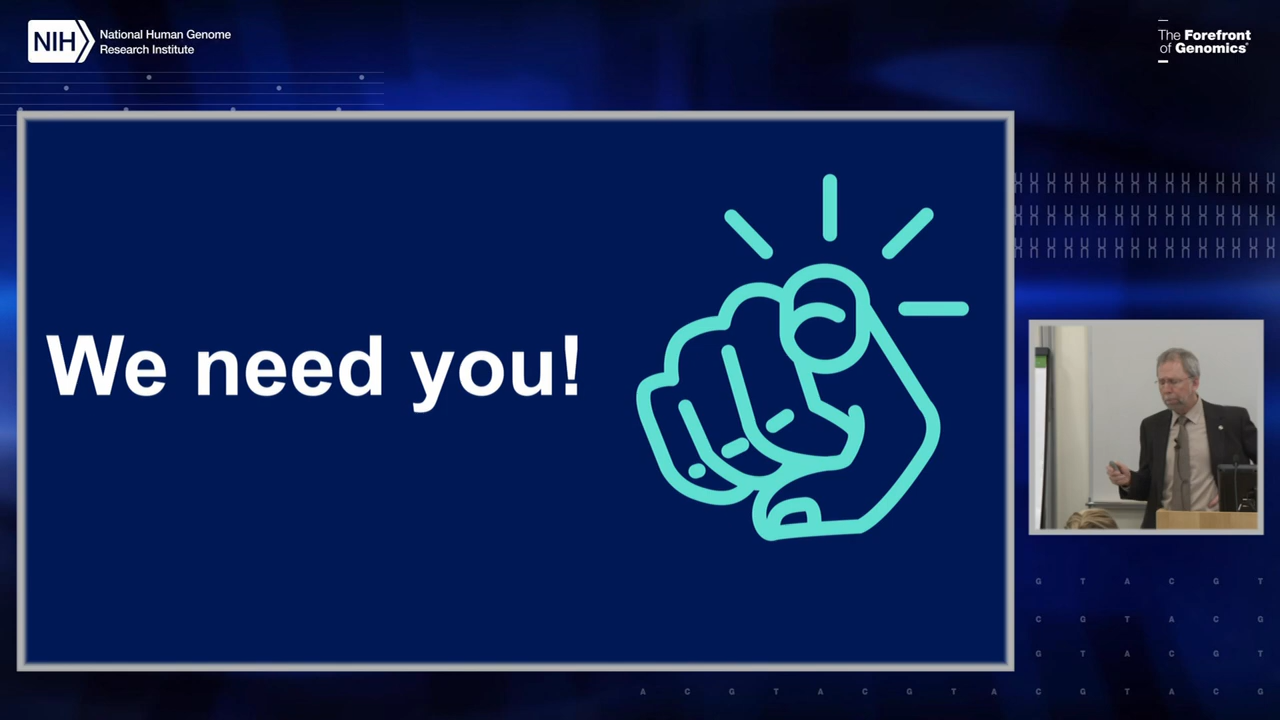 NIH
National Human Genome
Research Institute
The Forefront
of Genomics®
We need you!
G T A C G T
C G T A C G
G T A C G T
A C G T A C G T A C G T A C G